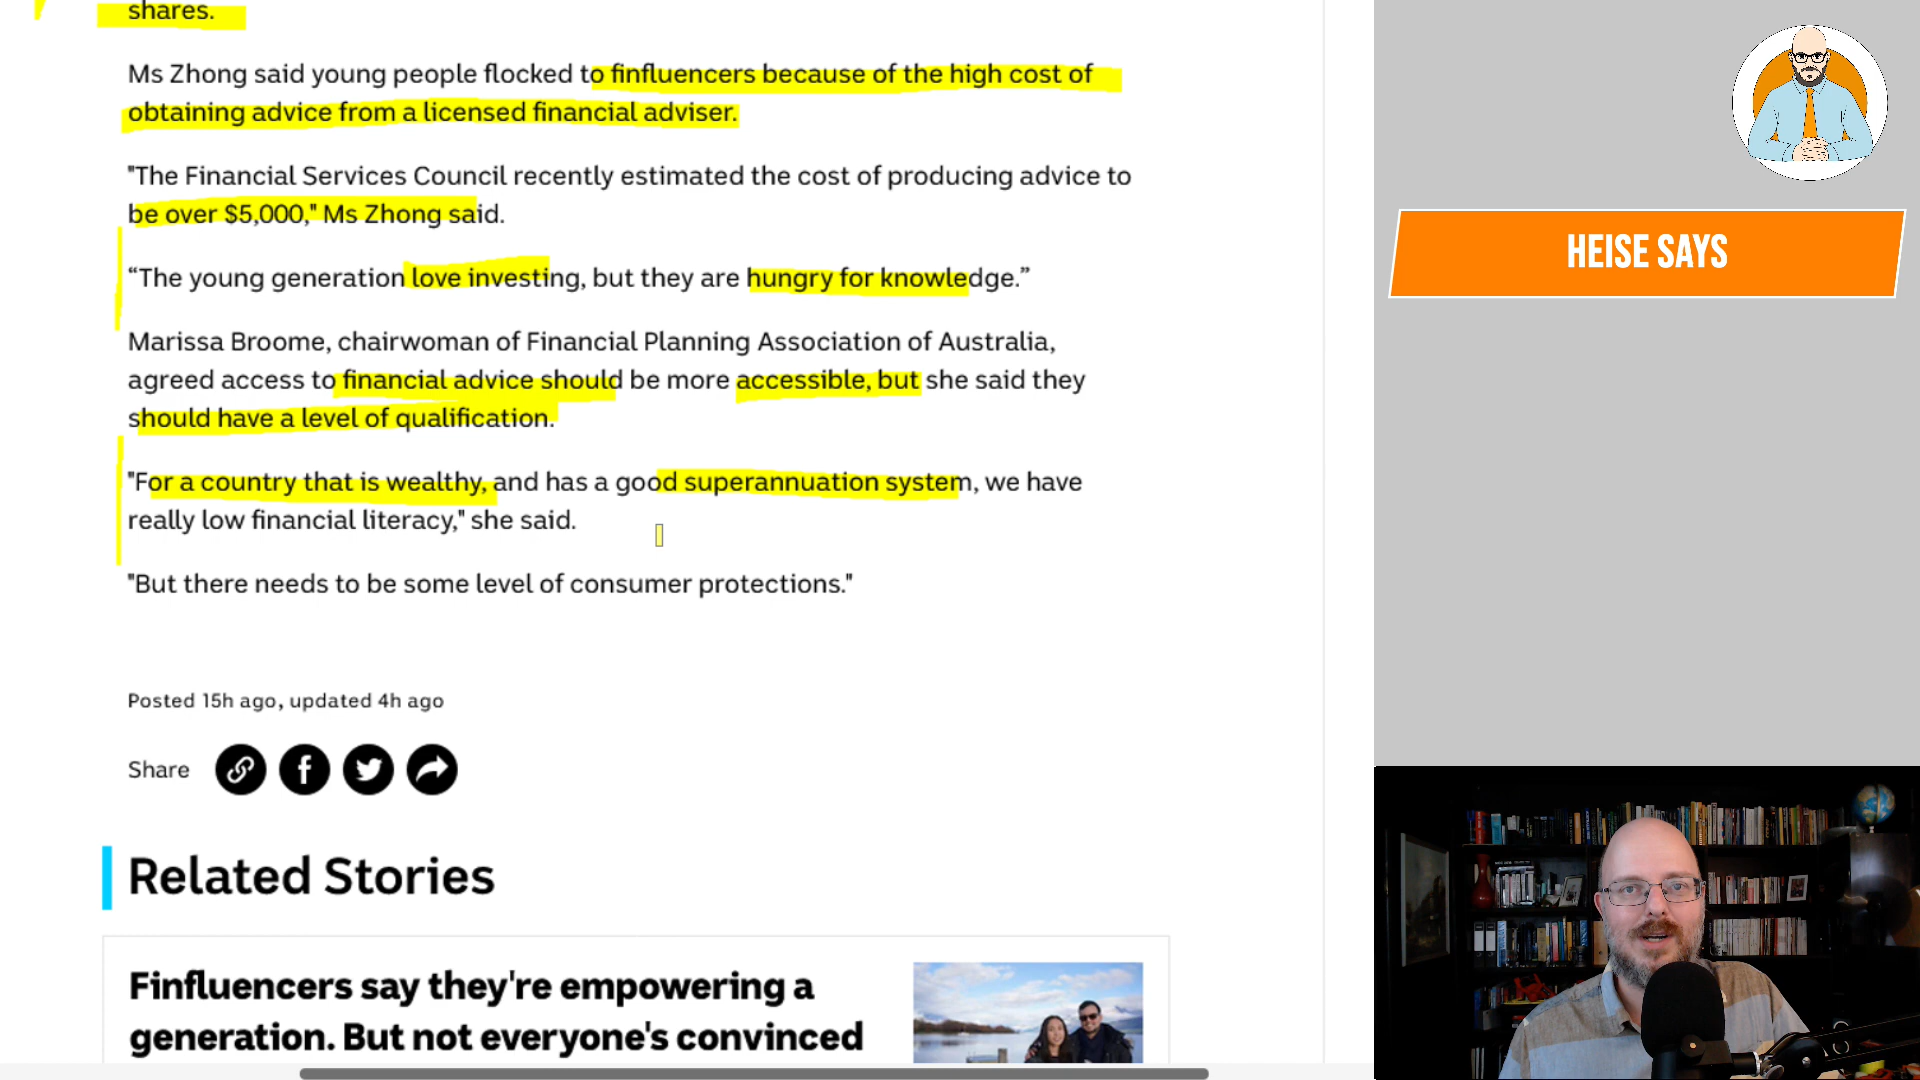 shares.
Ms Zhong said young people flocked to finfluencers because of the high cost of
obtaining advice from a licensed financial adviser.
"The Financial Services Council recently estimated the cost of producing advice to
be over $5,000," Ms Zhong said.
“The young generation love investing, but they are hungry for knowledge.”
Marissa Broome, chairwoman of Financial Planning Association of Australia,
agreed access to financial advice should be more accessible, but she said they
should have a level of qualification.
"For a country that is wealthy, and has a good superannuation system, we have
really low financial literacy," she said.
"But there needs to be some level of consumer protections."
Posted 15h ago, updated 4h ago
Share
Related Stories
Finfluencers say they're empowering a
generation. But not everyone's convinced
HEISE SAYS